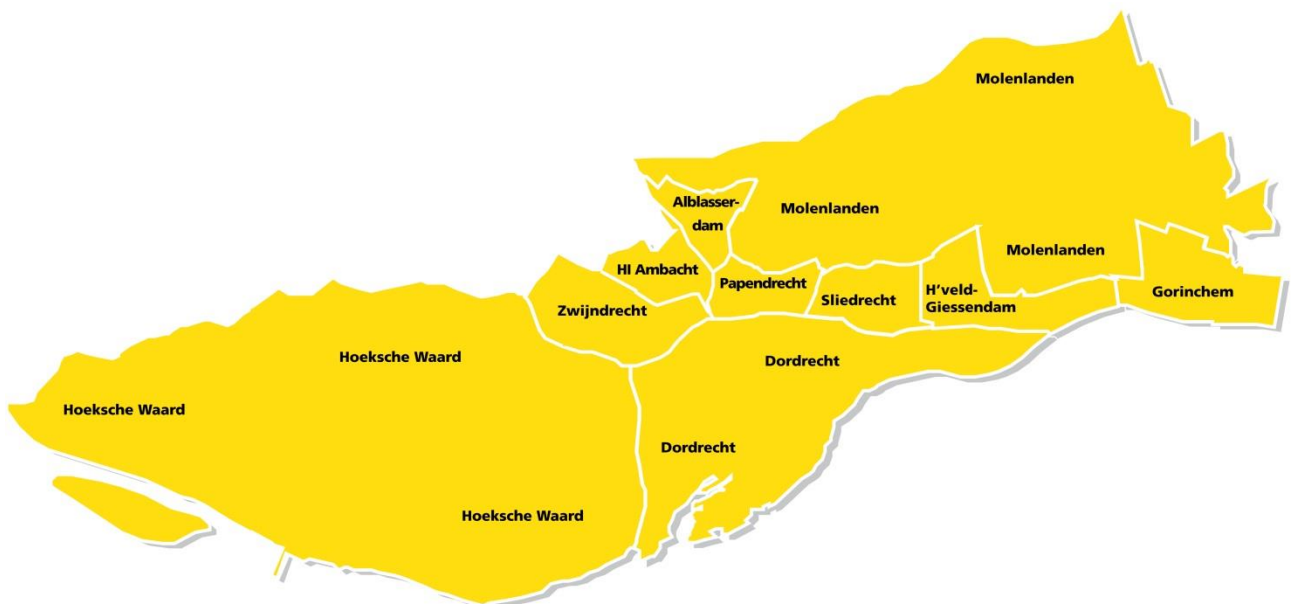 Molenlanden
Alblasser-
dam
Molenlanden
Molenlanden
Hl Ambacht
Papendrecht
Sliedrecht
H'veld-
Giessendam
Gorinchem
Zwijndrecht
Hoeksche Waard
Dordrecht
Hoeksche Waard
Dordrecht
Hoeksche Waard